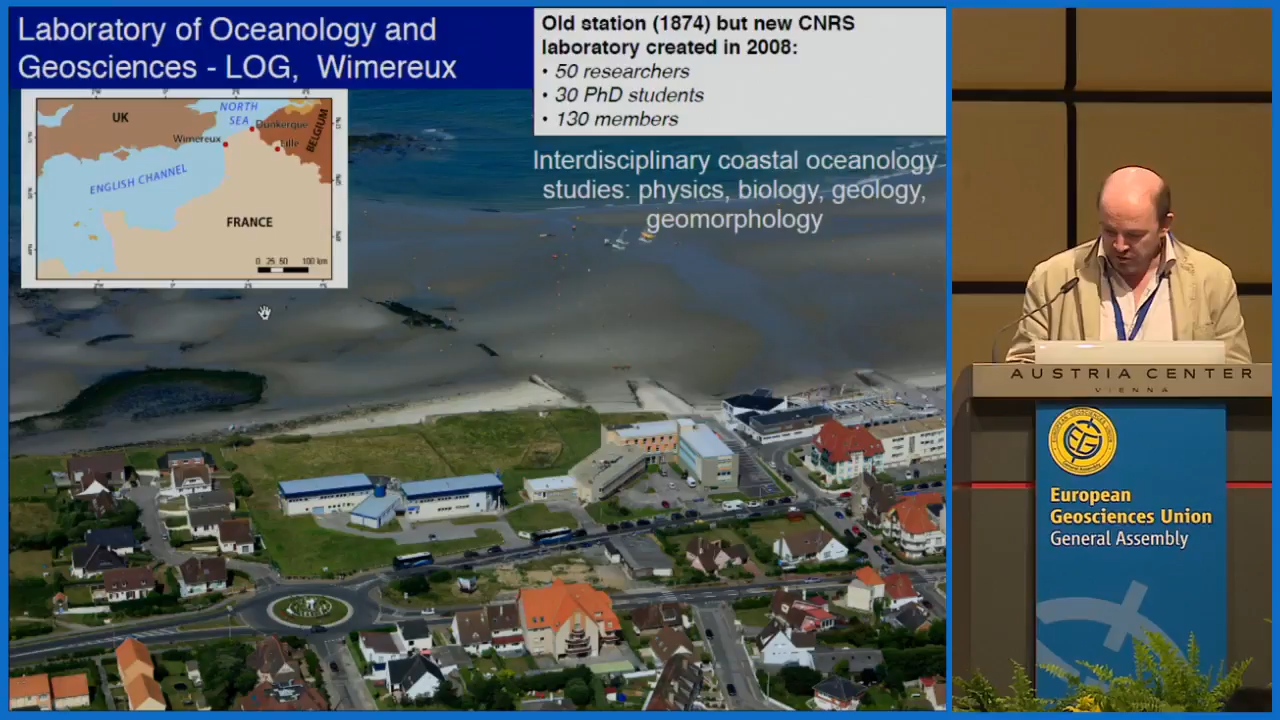 Laboratory of Oceanology and
Geosciences - LOG, Wimereux
Old station (1874) but new CNRS
laboratory created in 2008:
• 50 researchers
• 30 PhD students
• 130 members
Interdisciplinary coastal oceanology
studies: physics, biology, geology,
geomorphology
UK
NORTH
SEA
Dunkerque
BELGIUM
Wimereux
Lille
ENGLISH CHANNEL
FRANCE
0 25 50 100 km
AUSTRIA CENTER
VIENNA
General Assembly
European
Geosciences Union
General Assembly